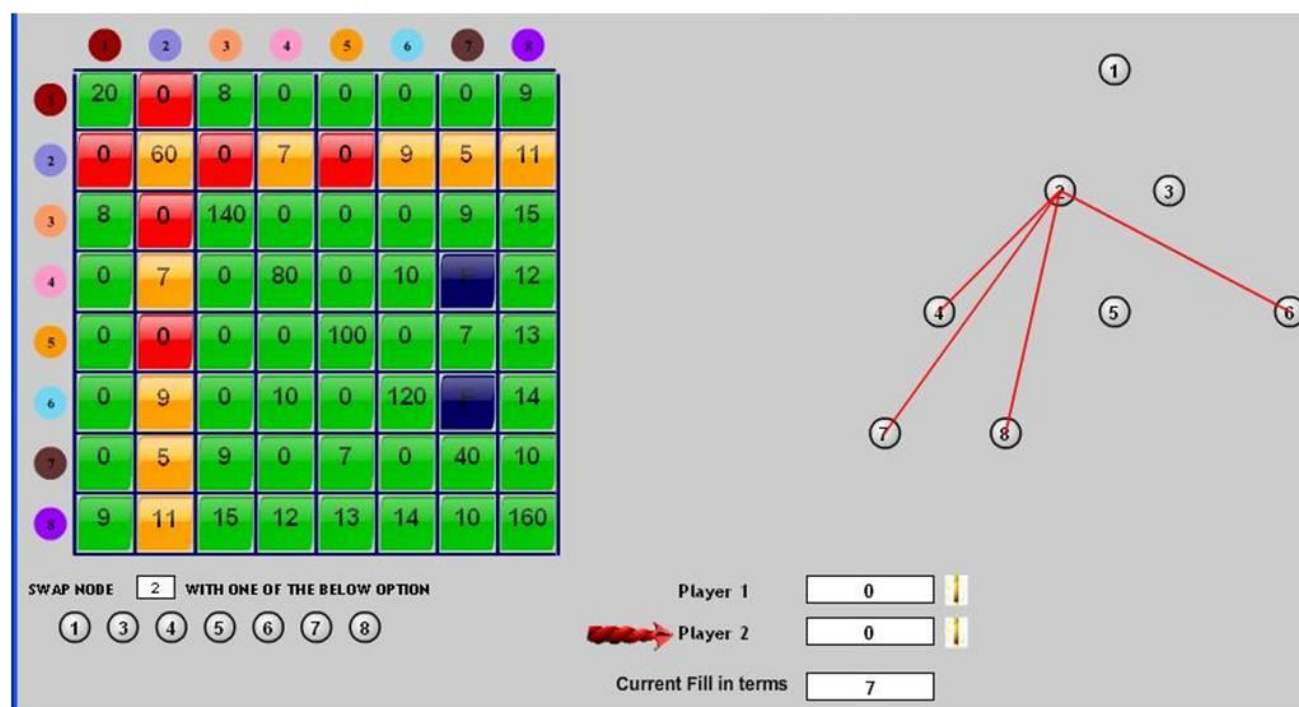 1 2 3 4 5 6 7 8
1 20 0 8 0 0 0 0 9
2 0 60 0 7 0 9 5 11
3 8 0 140 0 0 0 9 15
4 0 7 0 80 0 10 F 12
5 0 0 0 0 100 0 7 13
6 0 9 0 10 0 120 F 14
7 0 5 9 0 7 0 40 10
8 9 11 15 12 13 14 10 160
SWAP NODE 2 WITH ONE OF THE BELOW OPTION
1 3 4 5 6 7 8
1
2 3
4 5 6
7 8
Player 1 0
Player 2 0
Current Fill in terms 7